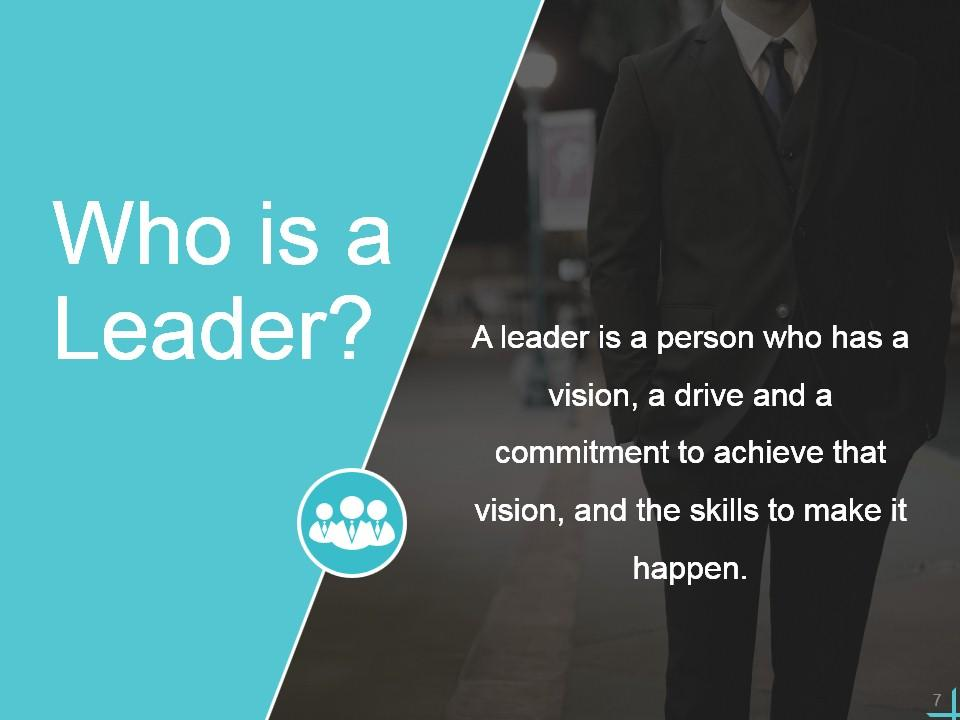 Who is a
Leader?
A leader is a person who has a
vision, a drive and a
commitment to achieve that
vision, and the skills to make it
happen.
7